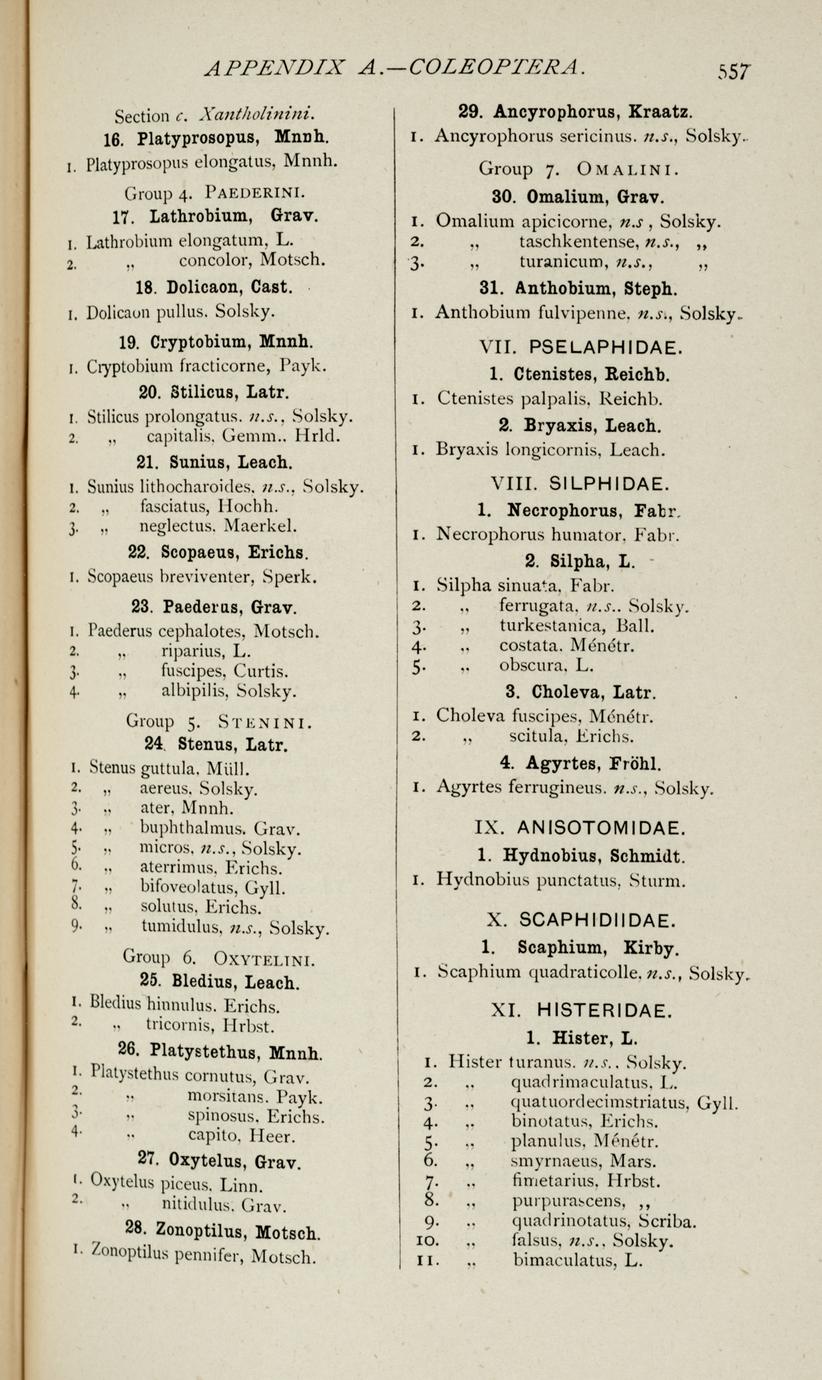 APPENDIX A.—COLEOPTERA. 557
Section c. Xantholinini.
16. Platyprosopus, Mnnh.
1. Platyprosopus elongatus, Mnnh.
Group 4. PAEDERINI.
17. Lathrobium, Grav.
1. Lathrobium elongatum, L.
2. „ concolor, Motsch.
18. Dolicaon, Cast.
1. Dolicaon pullus. Solsky.
19. Cryptobium, Mnnh.
1. Cryptobium fracticorne, Payk.
20. Stilicus, Latr.
1. Stilicus prolongatus. n.s., Solsky.
2. „ capitalis, Gemm.. Hrld.
21. Sunius, Leach.
1. Sunius lithocharoides, n.s., Solsky.
2. „ fasciatus, Hochh.
3. „ neglectus. Maerkel.
22. Scopaeus, Erichs.
1. Scopaeus breviventer, Sperk.
23. Paederus, Grav.
1. Paederus cephalotes, Motsch.
2. „ riparius, L.
3. „ fuscipes, Curtis.
4. „ albipilis, Solsky.
Group 5. STENINI.
24. Stenus, Latr.
1. Stenus guttula, Müll.
2. „ aereus, Solsky.
3. „ ater, Mnnh.
4. „ buphthalmus, Grav.
5. „ micros, n.s., Solsky.
6. „ aterrimus, Erichs.
7. „ bifoveolatus, Gyll.
8. „ solutus, Erichs.
9. „ tumidulus, n.s., Solsky.
Group 6. OXYTELINI.
25. Bledius, Leach.
1. Bledius hinnulus. Erichs.
2. „ tricornis, Hrbst.
26. Platystethus, Mnnh.
1. Platystethus cornutus, Grav.
2. „ morsitans. Payk.
3. „ spinosus, Erichs.
4. „ capito, Heer.
27. Oxytelus, Grav.
1. Oxytelus piceus, Linn.
2. „ nitidulus, Grav.
28. Zonoptilus, Motsch.
1. Zonoptilus pennifer, Motsch.
29. Ancyrophorus, Kraatz.
1. Ancyrophorus sericinus. n.s., Solsky.
Group 7. OMALINI.
30. Omalium, Grav.
1. Omalium apicicorne, n.s , Solsky.
2. „ taschkentense, n.s., „
3. „ turanicum, n.s., „
31. Anthobium, Steph.
1. Anthobium fulvipenne, n.s., Solsky.
VII. PSELAPHIDAE.
1. Ctenistes, Reichb.
1. Ctenistes palpalis, Reichb.
2. Bryaxis, Leach.
1. Bryaxis longicornis, Leach.
VIII. SILPHIDAE.
1. Necrophorus, Fabr.
1. Necrophorus humator, Fabr.
2. Silpha, L.
1. Silpha sinuata, Fabr.
2. „ ferrugata, n.s.. Solsky.
3. „ turkestanica, Ball.
4. „ costata, Ménétr.
5. „ obscura, L.
3. Choleva, Latr.
1. Choleva fuscipes, Ménétr.
2. „ scitula, Erichs.
4. Agyrtes, Fröhl.
1. Agyrtes ferrugineus. n.s., Solsky.
IX. ANISOTOMIDAE.
1. Hydnobius, Schmidt.
1. Hydnobius punctatus, Sturm.
X. SCAPHIDIIDAE.
1. Scaphium, Kirby.
1. Scaphium quadraticolle, n.s., Solsky.
XI. HISTERIDAE.
1. Hister, L.
1. Hister turanus. n.s.. Solsky.
2. „ quadrimaculatus, L.
3. „ quatuordecimstriatus, Gyll.
4. „ binotatus, Erichs.
5. „ planulus, Ménétr.
6. „ smyrnaeus, Mars.
7. „ fimetarius, Hrbst.
8. „ purpurascens, „
9. „ quadrinotatus, Scriba.
10. „ falsus, n.s., Solsky.
11. „ bimaculatus, L.